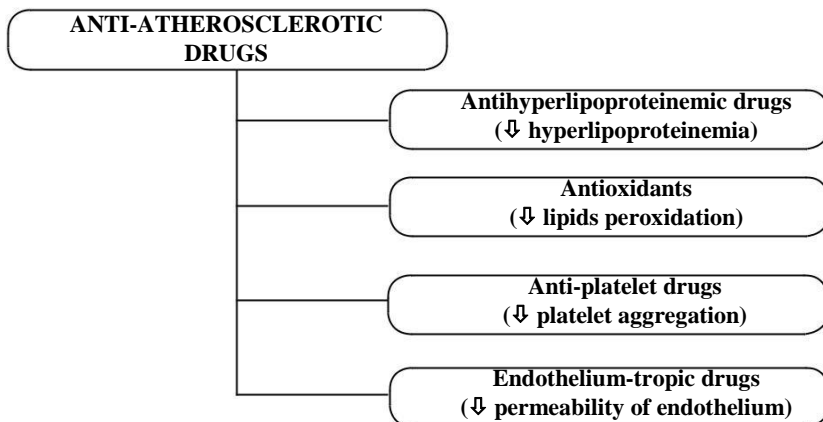 ANTI-ATHEROSCLEROTIC
DRUGS
Antihyperlipoproteinemic drugs
(⇩ hyperlipoproteinemia)
Antioxidants
(⇩ lipids peroxidation)
Anti-platelet drugs
(⇩ platelet aggregation)
Endothelium-tropic drugs
(⇩ permeability of endothelium)